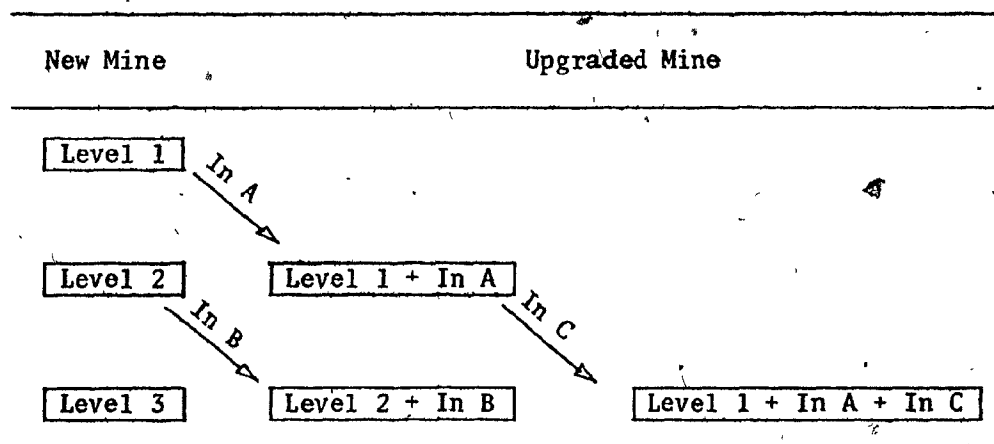 New Mine Upgraded Mine
Level 1
In A
Level 2 Level 1 + In A
In B In C
Level 3 Level 2 + In B Level 1 + In A + In C